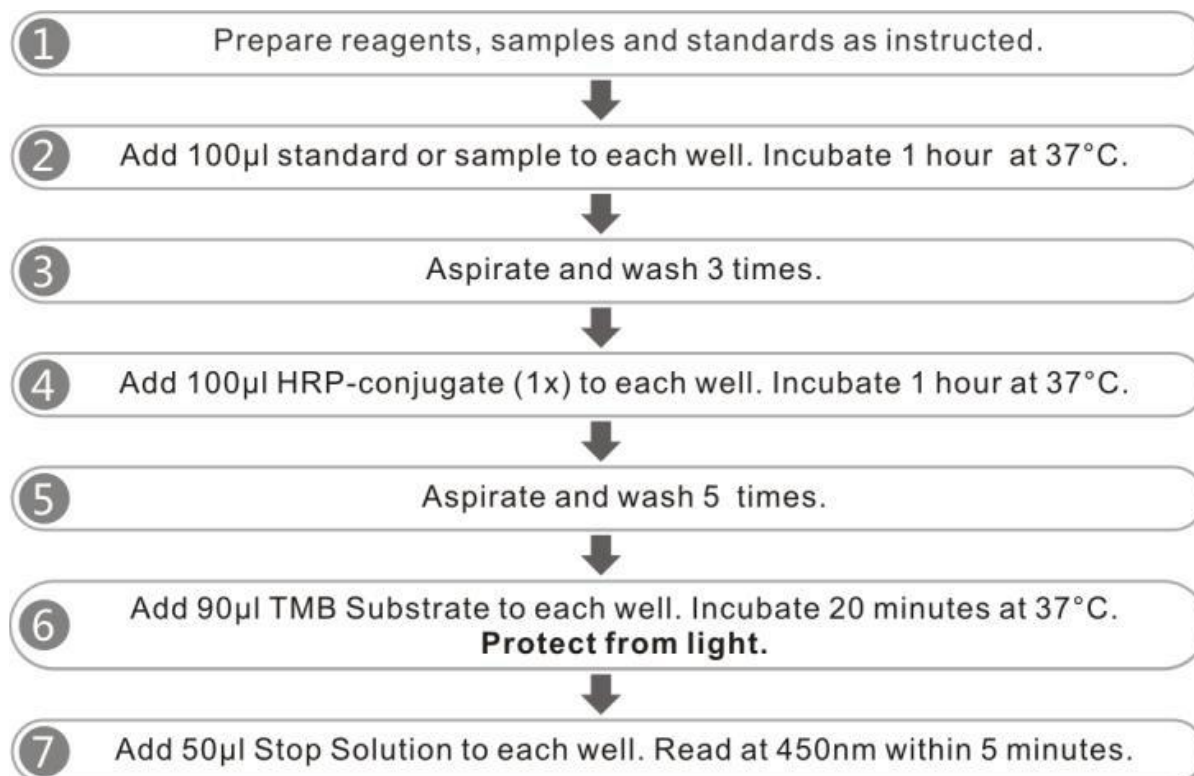 1 Prepare reagents, samples and standards as instructed.
2 Add 100µl standard or sample to each well. Incubate 1 hour at 37°C.
3 Aspirate and wash 3 times.
4 Add 100µl HRP-conjugate (1x) to each well. Incubate 1 hour at 37°C.
5 Aspirate and wash 5 times.
6 Add 90µl TMB Substrate to each well. Incubate 20 minutes at 37°C.
Protect from light.
7 Add 50µl Stop Solution to each well. Read at 450nm within 5 minutes.